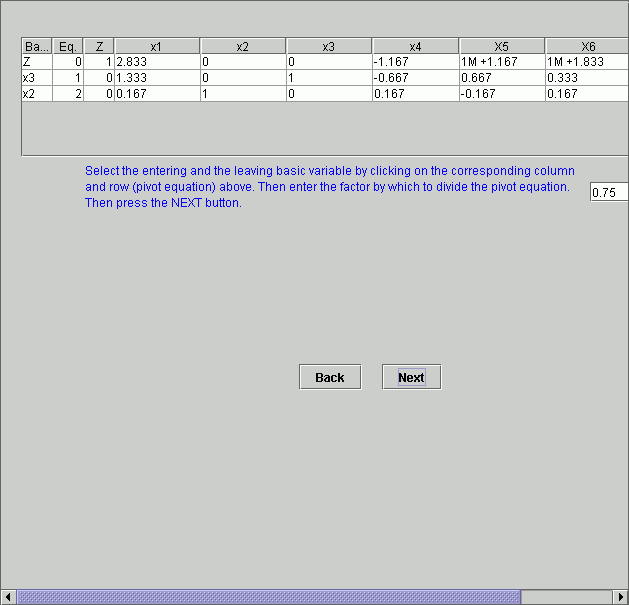 Ba... Eq. Z x1 x2 x3 x4 X5 X6
Z 0 1 2.833 0 0 -1.167 1M +1.167 1M +1.833
x3 1 0 1.333 0 1 -0.667 0.667 0.333
x2 2 0 0.167 1 0 0.167 -0.167 0.167
Select the entering and the leaving basic variable by clicking on the corresponding column
and row (pivot equation) above. Then enter the factor by which to divide the pivot equation.
Then press the NEXT button.
0.75
Back Next